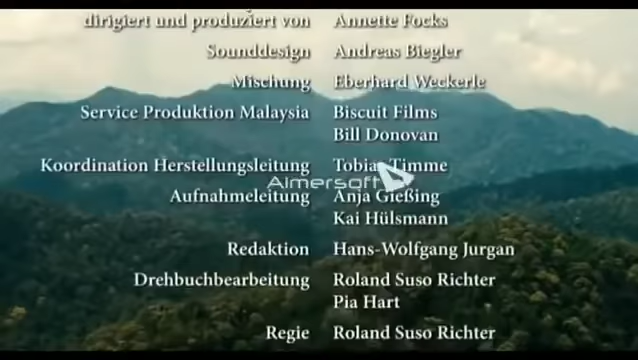 dirigiert und produziert von Annette Focks
Sounddesign Andreas Biegler
Mischung Eberhard Weckerle
Service Produktion Malaysia Biscuit Films
Bill Donovan
Koordination Herstellungsleitung Tobias Timme
Aimersoft
Aufnahmeleitung Anja Gießing
Kai Hülsmann
Redaktion Hans-Wolfgang Jurgan
Drehbuchbearbeitung Roland Suso Richter
Pia Hart
Regie Roland Suso Richter